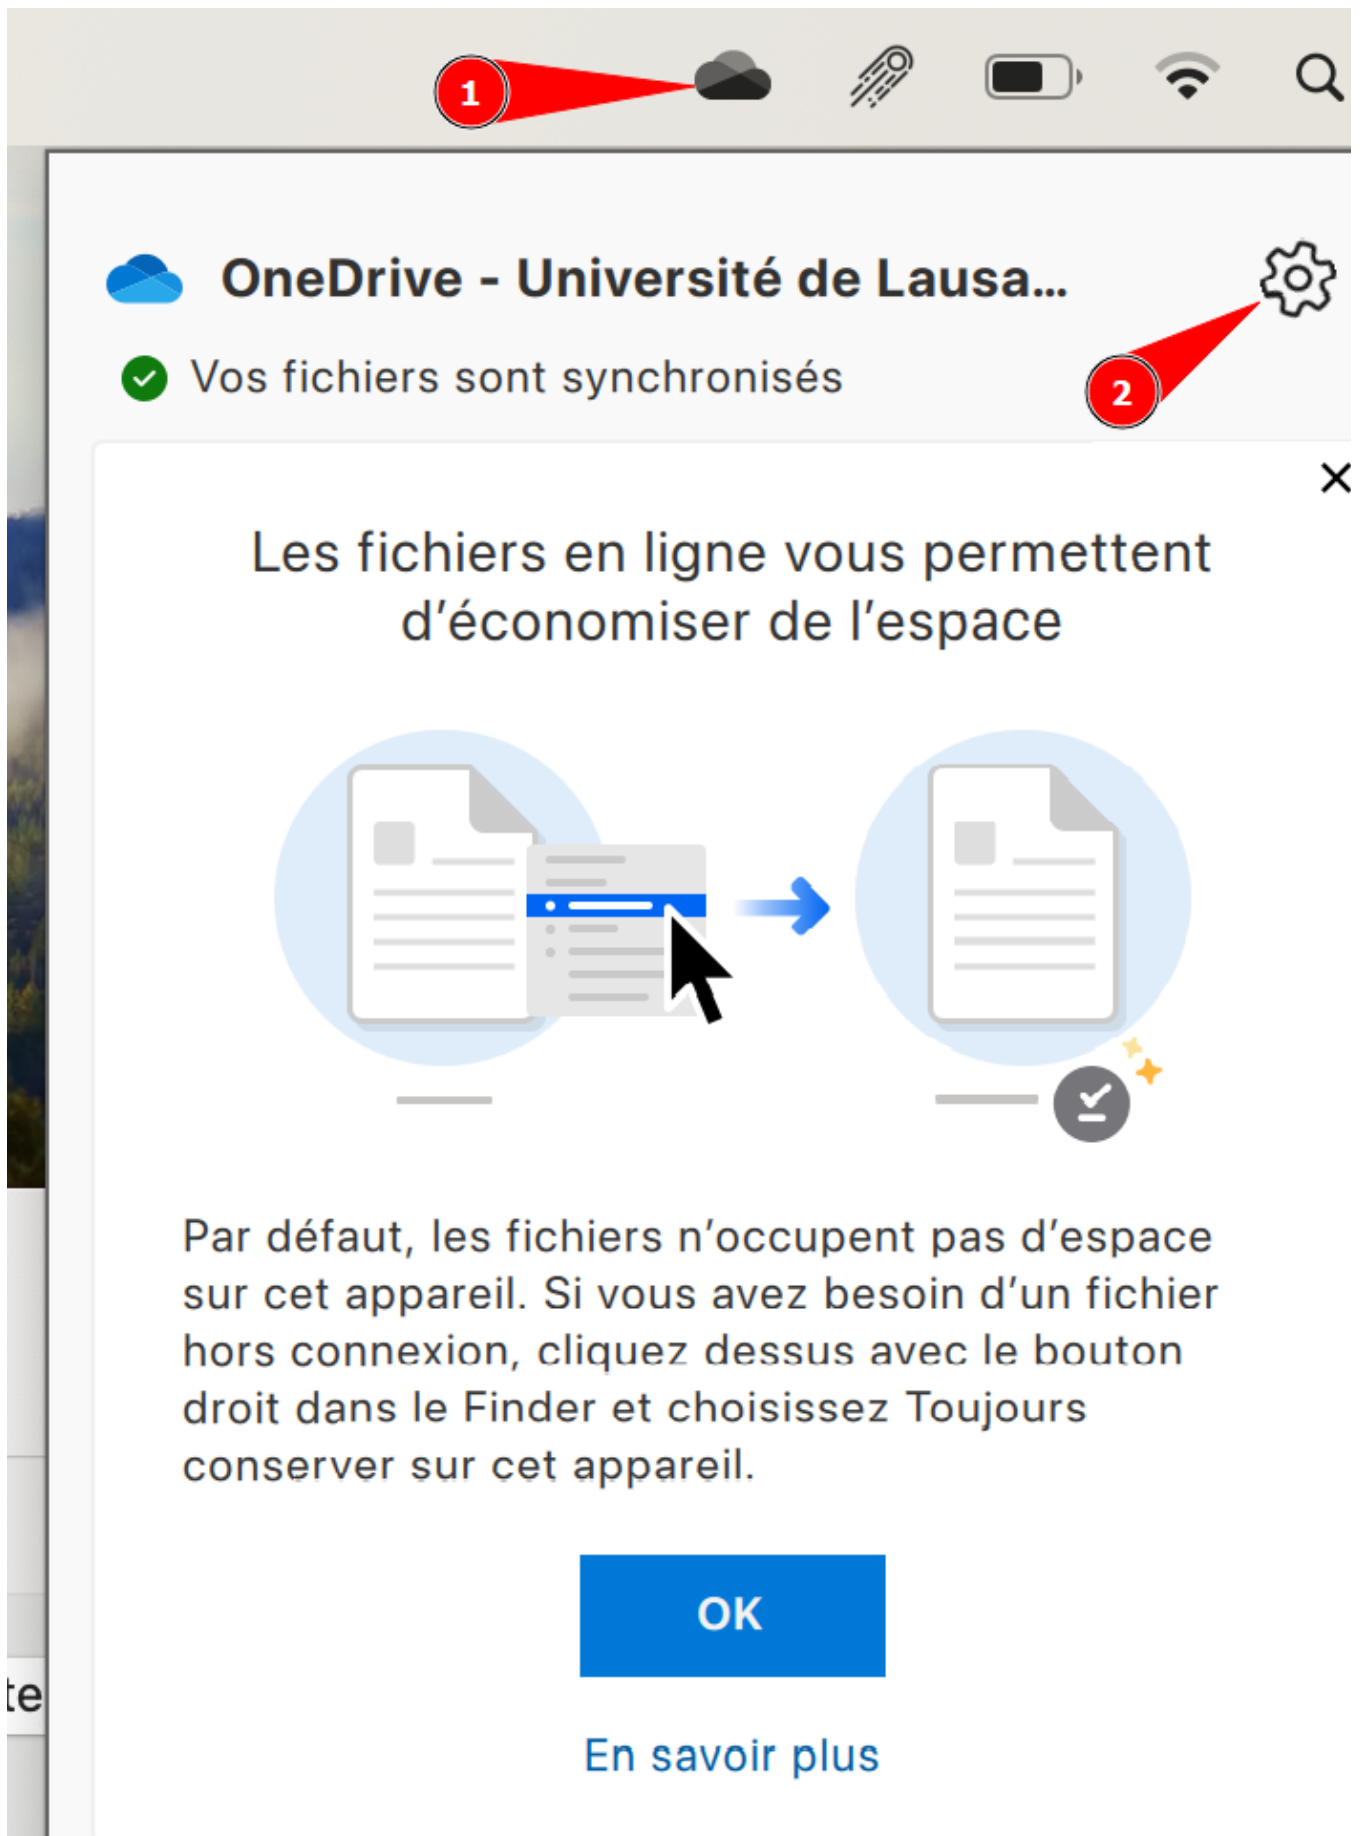 1
OneDrive - Université de Lausa...
Vos fichiers sont synchronisés
2
Les fichiers en ligne vous permettent
d’économiser de l’espace
Par défaut, les fichiers n’occupent pas d’espace
sur cet appareil. Si vous avez besoin d’un fichier
hors connexion, cliquez dessus avec le bouton
droit dans le Finder et choisissez Toujours
conserver sur cet appareil.
OK
te
En savoir plus